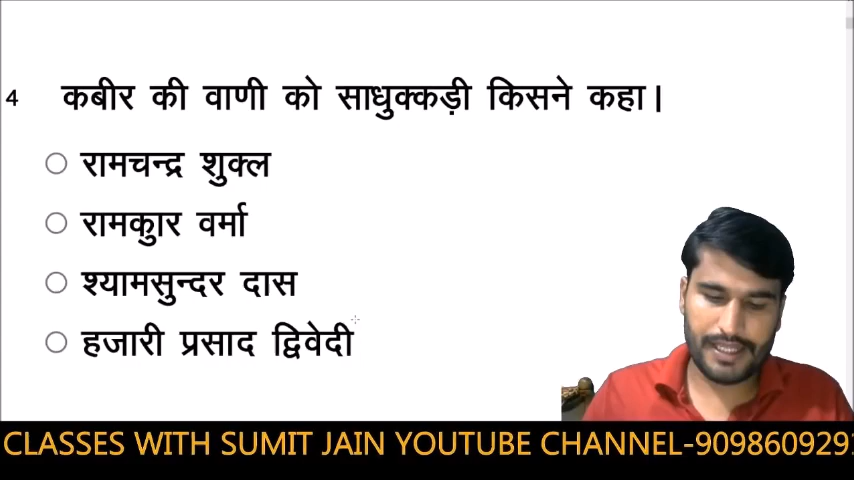 4 कबीर की वाणी को साधुक्कड़ी किसने कहा।
रामचन्द्र शुक्ल
रामकुार वर्मा
श्यामसुन्दर दास
हजारी प्रसाद द्विवेदी
CLASSES WITH SUMIT JAIN YOUTUBE CHANNEL-909860929